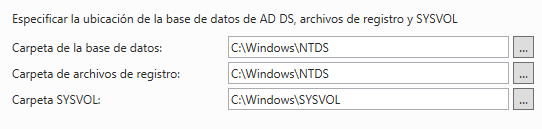 Especificar la ubicación de la base de datos de AD DS, archivos de registro y SYSVOL
Carpeta de la base de datos: C:\Windows\NTDS ...
Carpeta de archivos de registro: C:\Windows\NTDS ...
Carpeta SYSVOL: C:\Windows\SYSVOL ...